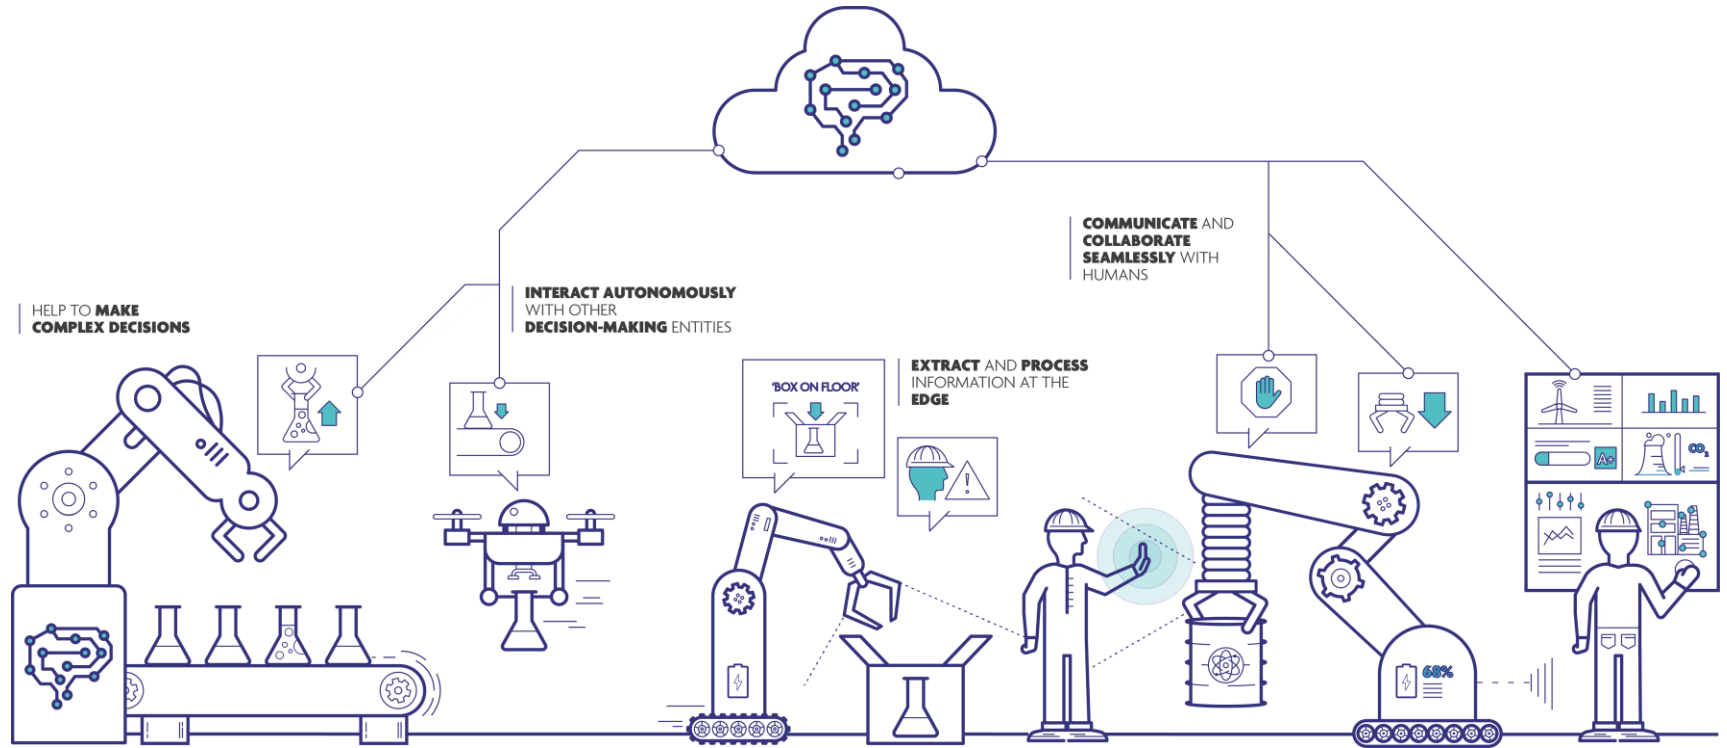 HELP TO MAKE
COMPLEX DECISIONS
INTERACT AUTONOMOUSLY
WITH OTHER
DECISION-MAKING ENTITIES
'BOX ON FLOOR'
EXTRACT AND PROCESS
INFORMATION AT THE
EDGE
COMMUNICATE AND
COLLABORATE
SEAMLESSLY WITH
HUMANS
!
68%
A+
CO₂